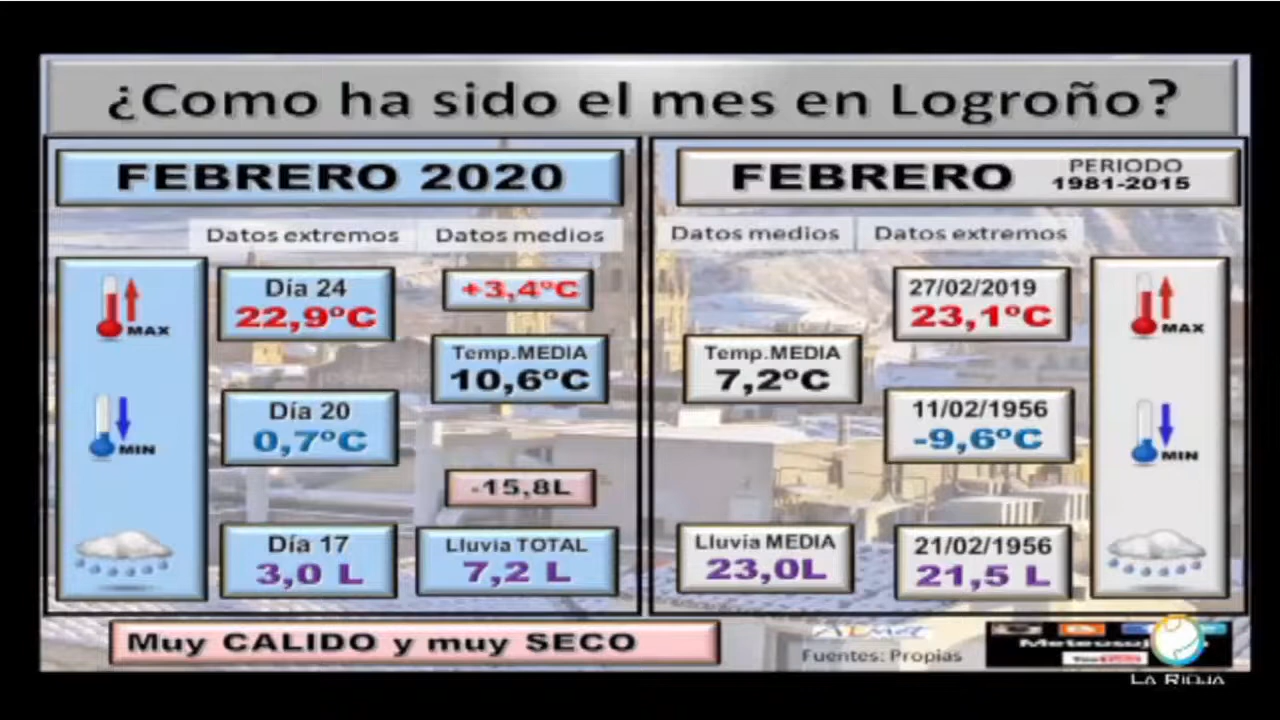 ¿Como ha sido el mes en Logroño?
FEBRERO 2020
Datos extremos
Datos medios
MAX
Día 24
22,9ºC
+3,4ºC
Temp.MEDIA
10,6ºC
MIN
Día 20
0,7ºC
-15,8L
Día 17
3,0 L
Lluvia TOTAL
7,2 L
FEBRERO
PERIODO
1981-2015
Datos medios
Datos extremos
27/02/2019
23,1ºC
MAX
Temp.MEDIA
7,2ºC
11/02/1956
-9,6ºC
MIN
Lluvia MEDIA
23,0L
21/02/1956
21,5 L
Muy CALIDO y muy SECO
Fuentes: Propias
LA RIOJA